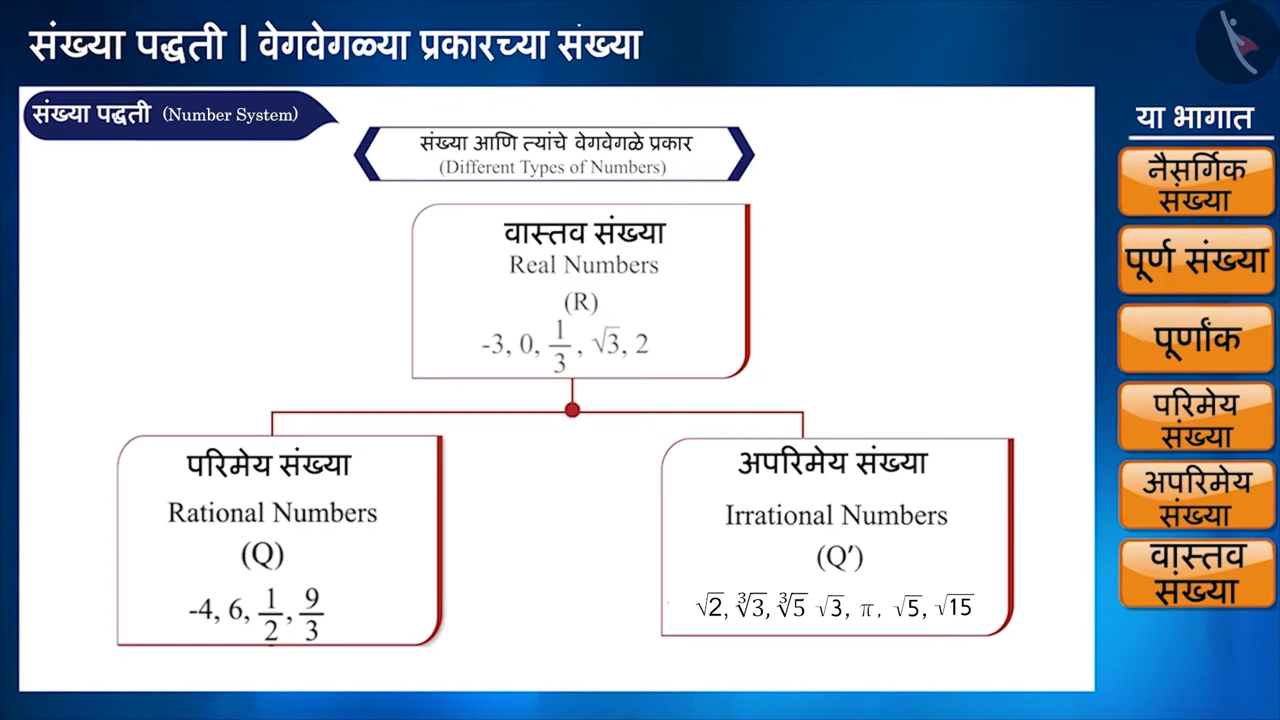 संख्या पद्धती | वेगवेगळ्या प्रकारच्या संख्या
संख्या पद्धती (Number System)
संख्या आणि त्यांचे वेगवेगळे प्रकार
(Different Types of Numbers)
वास्तव संख्या
Real Numbers
(R)
-3, 0, 1/3, √3, 2
परिमेय संख्या
Rational Numbers
(Q)
-4, 6, 1/2, 9/3
अपरिमेय संख्या
Irrational Numbers
(Q′)
√2, ∛3, ∛5 √3, π, √5, √15
या भागात
नैसर्गिक
संख्या
पूर्ण संख्या
पूर्णांक
परिमेय
संख्या
अपरिमेय
संख्या
वास्तव
संख्या